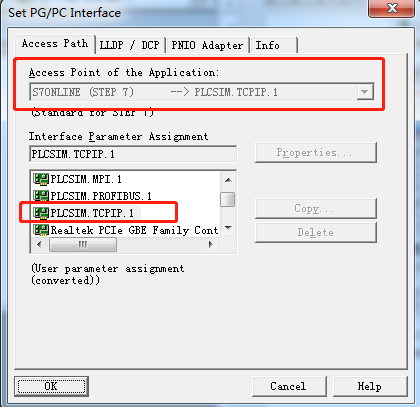 Set PG/PC Interface
Access Path LLDP / DCP PNIO Adapter Info
Access Point of the Application:
S7ONLINE (STEP 7) --> PLCSIM.TCPIP.1
(Standard for STEP 7)
Interface Parameter Assignment
PLCSIM.TCPIP.1
Properties...
PLCSIM.MPI.1
PLCSIM.PROFIBUS.1
PLCSIM.TCPIP.1
Copy...
Realtek PCIe GBE Family Cont
Delete
(User parameter assignment
(converted))
OK Cancel Help